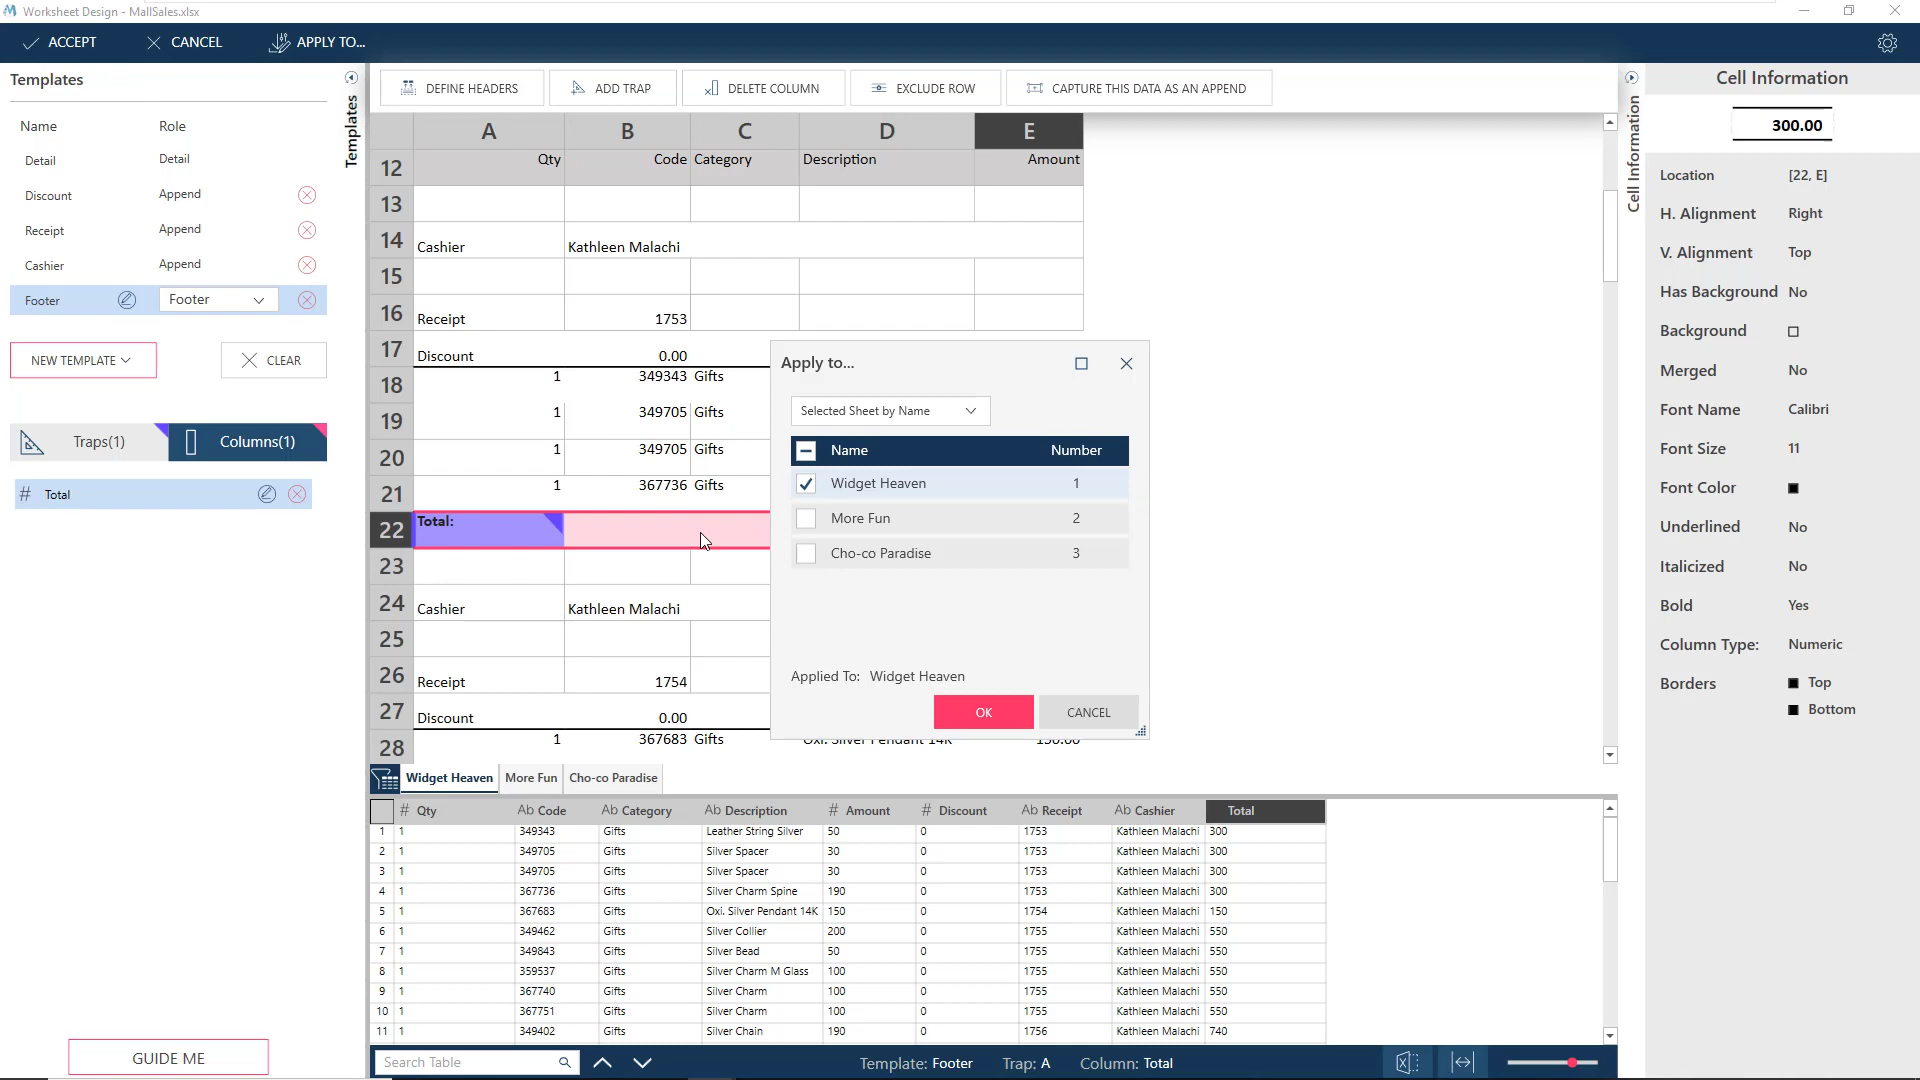 Worksheet Design - MallSales.xlsx
ACCEPT CANCEL APPLY TO...
Templates
Name Role
Detail Detail
Discount Append
Receipt Append
Cashier Append
Footer Footer
NEW TEMPLATE CLEAR
Traps(1) Columns(1)
# Total
GUIDE ME
Templates
DEFINE HEADERS ADD TRAP DELETE COLUMN EXCLUDE ROW CAPTURE THIS DATA AS AN APPEND
A B C D E
12 Qty Code Category Description Amount
13
14 Cashier Kathleen Malachi
15
16 Receipt 1753
17 Discount 0.00
18 1 349343 Gifts
19 1 349705 Gifts
20 1 349705 Gifts
21 1 367736 Gifts
22 Total:
23
24 Cashier Kathleen Malachi
25
26 Receipt 1754
27 Discount 0.00
28 1 367683 Gifts Oxi. Silver Pendant 14K 150.00
Apply to...
Selected Sheet by Name
Name Number
Widget Heaven 1
More Fun 2
Cho-co Paradise 3
Applied To: Widget Heaven
OK CANCEL
Widget Heaven More Fun Cho-co Paradise
# Qty Ab Code Ab Category Ab Description # Amount # Discount Ab Receipt Ab Cashier Total
1 1 349343 Gifts Leather String Silver 50 0 1753 Kathleen Malachi 300
2 1 349705 Gifts Silver Spacer 30 0 1753 Kathleen Malachi 300
3 1 349705 Gifts Silver Spacer 30 0 1753 Kathleen Malachi 300
4 1 367736 Gifts Silver Charm Spine 190 0 1753 Kathleen Malachi 300
5 1 367683 Gifts Oxi. Silver Pendant 14K 150 0 1754 Kathleen Malachi 150
6 1 349462 Gifts Silver Collier 200 0 1755 Kathleen Malachi 550
7 1 349843 Gifts Silver Bead 50 0 1755 Kathleen Malachi 550
8 1 359537 Gifts Silver Charm M Glass 100 0 1755 Kathleen Malachi 550
9 1 367740 Gifts Silver Charm 100 0 1755 Kathleen Malachi 550
10 1 367751 Gifts Silver Charm 100 0 1755 Kathleen Malachi 550
11 1 349402 Gifts Silver Chain 190 0 1756 Kathleen Malachi 740
Search Table Template: Footer Trap: A Column: Total
Cell Information
Cell Information
300.00
Location [22, E]
H. Alignment Right
V. Alignment Top
Has Background No
Background
Merged No
Font Name Calibri
Font Size 11
Font Color
Underlined No
Italicized No
Bold Yes
Column Type: Numeric
Borders Top
Bottom